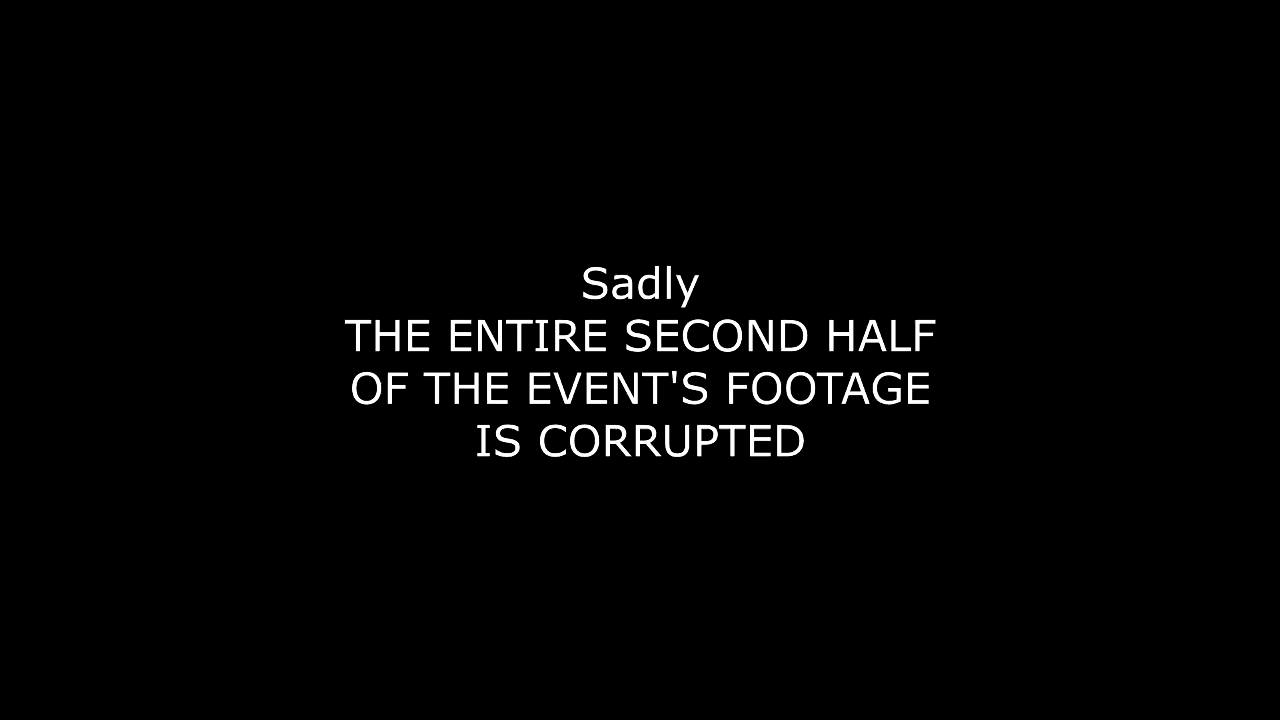 Sadly
THE ENTIRE SECOND HALF
OF THE EVENT'S FOOTAGE
IS CORRUPTED